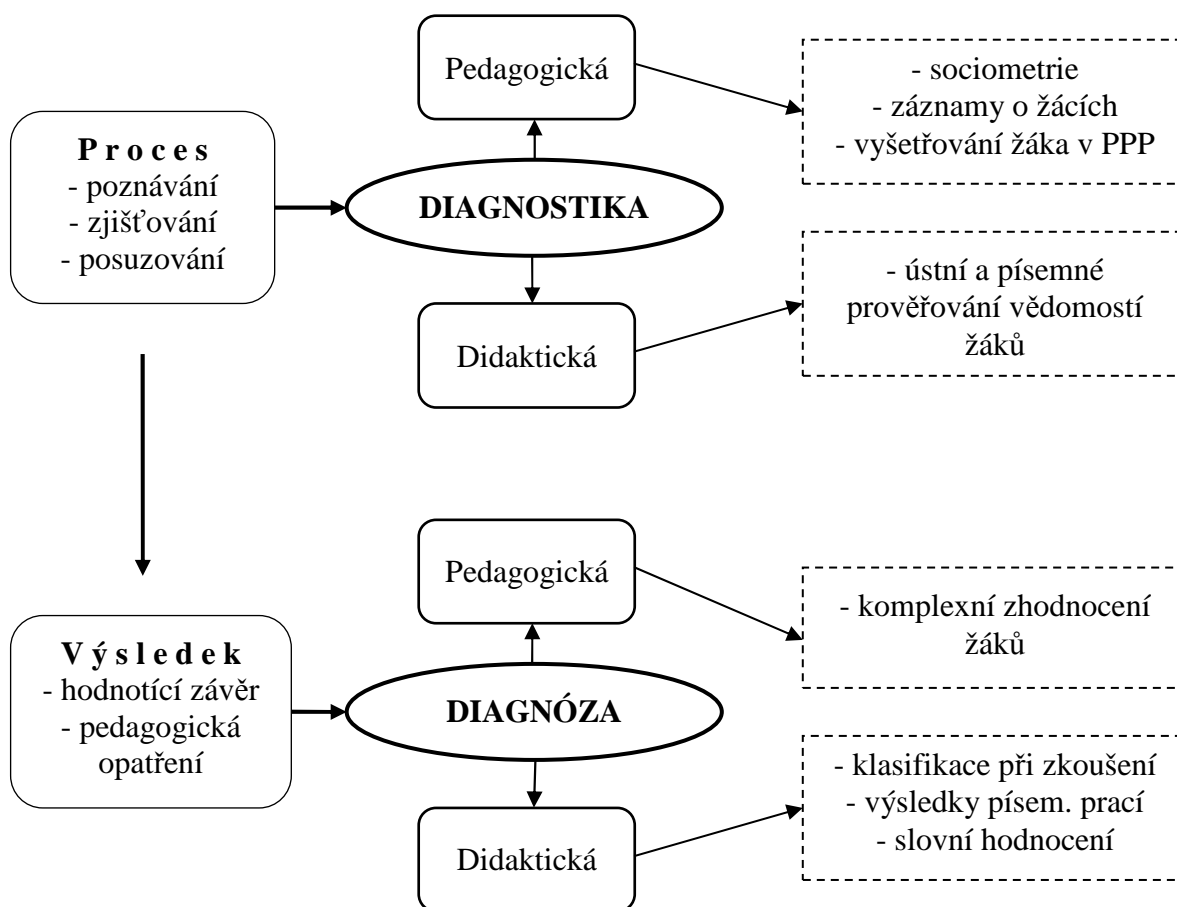 Pedagogická
- sociometrie
- záznamy o žácích
- vyšetřování žáka v PPP
P r o c e s
- poznávání
- zjišťování
- posuzování
DIAGNOSTIKA
Didaktická
- ústní a písemné
prověřování vědomostí
žáků
Pedagogická
- komplexní zhodnocení
žáků
V ý s l e d e k
- hodnotící závěr
- pedagogická
opatření
DIAGNÓZA
Didaktická
- klasifikace při zkoušení
- výsledky písem. prací
- slovní hodnocení